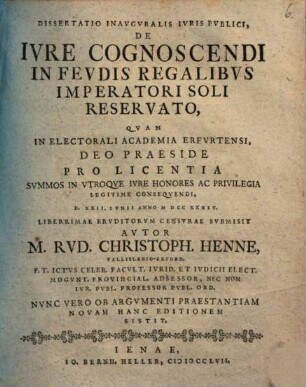 6.
DISSERTATIO INAVGVRALIS IVRIS PVBLICI,
DE
IVRE COGNOSCENDI
IN FEVDIS REGALIBVS
IMPERATORI SOLI
RESERVATO,
QVAM
IN ELECTORALI ACADEMIA ERFVRTENSI,
DEO PRAESIDE
PRO LICENTIA
SVMMOS IN VTROQVE IVRE HONORES AC PRIVILEGIA
LEGITIME CONSEQVENDI,
D. XXII. IVNII ANNO M DCC XXXIV.
LIBERRIMAE ERVDITORVM CENSVRAE SVBMISIT
AVTOR
M. RVD. CHRISTOPH. HENNE,
P. T. ICTVS CELEB. FACVLT. IVRID. ET IVDICII ELECT.
MOGVNT. PROVINCIAL. ADSESSOR, NEC NON
IVR. PVBL. PROFESSOR PVBL. ORD.
NVNC VERO OB ARGVMENTI PRAESTANTIAM
NOVAM HANC EDITIONEM
SISTIT.
IENAE,
IO. BERNH. HELLER, CIƆIƆCCLVII.